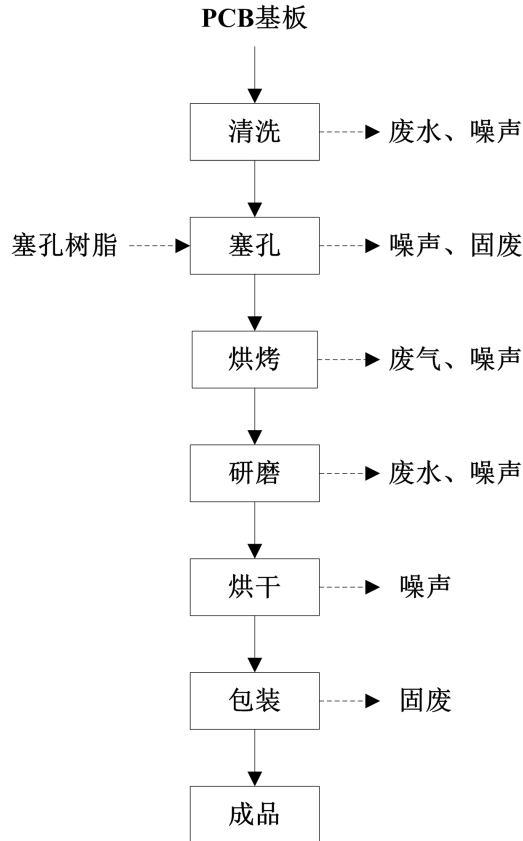 PCB基板
清洗
废水、噪声
塞孔树脂
塞孔
噪声、固废
烘烤
废气、噪声
研磨
废水、噪声
烘干
噪声
包装
固废
成品